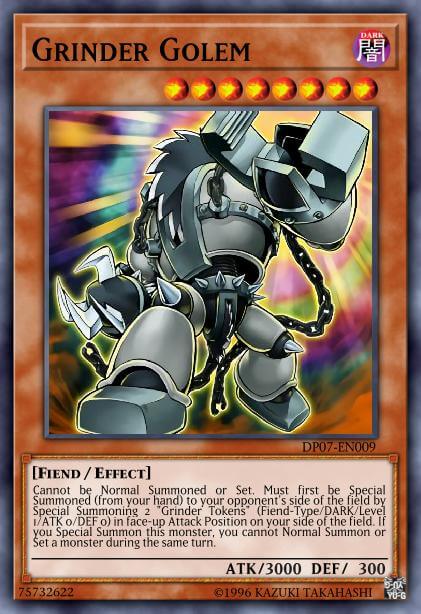 GRINDER GOLEM
DARK
闇
DP07-EN009
[FIEND / EFFECT]
Cannot be Normal Summoned or Set. Must first be Special
Summoned (from your hand) to your opponent's side of the field by
Special Summoning 2 "Grinder Tokens" (Fiend-Type/DARK/Level
1/ATK 0/DEF 0) in face-up Attack Position on your side of the field. If
you Special Summon this monster, you cannot Normal Summon or
Set a monster during the same turn.
ATK/3000 DEF/ 300
75732622
©1996 KAZUKI TAKAHASHI